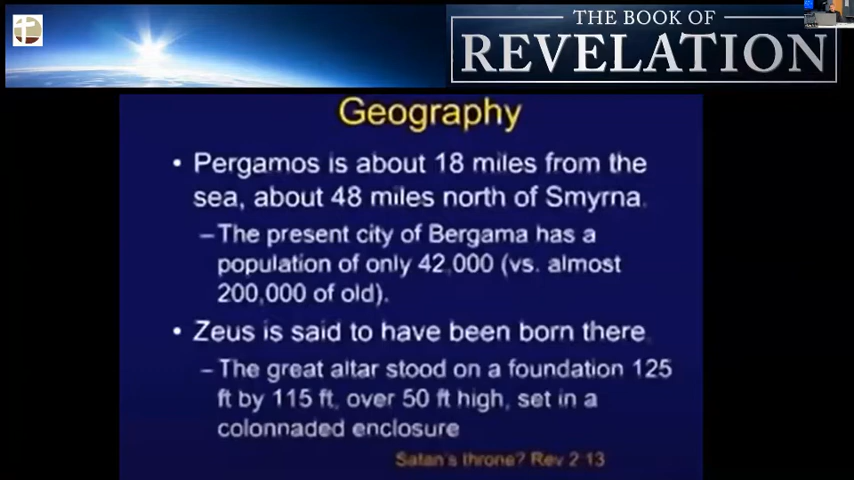 THE BOOK OF
REVELATION
Geography
• Pergamos is about 18 miles from the
sea, about 48 miles north of Smyrna.
–The present city of Bergama has a
population of only 42,000 (vs. almost
200,000 of old).
• Zeus is said to have been born there.
–The great altar stood on a foundation 125
ft by 115 ft, over 50 ft high, set in a
colonnaded enclosure
Satan's throne? Rev 2:13